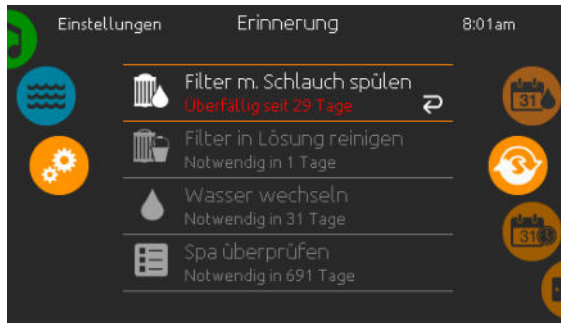 Einstellungen
Erinnerung
8:01am
Filter m. Schlauch spülen
Überfällig seit 29 Tage
Filter in Lösung reinigen
Notwendig in 1 Tage
Wasser wechseln
Notwendig in 31 Tage
Spa überprüfen
Notwendig in 691 Tage
31
31